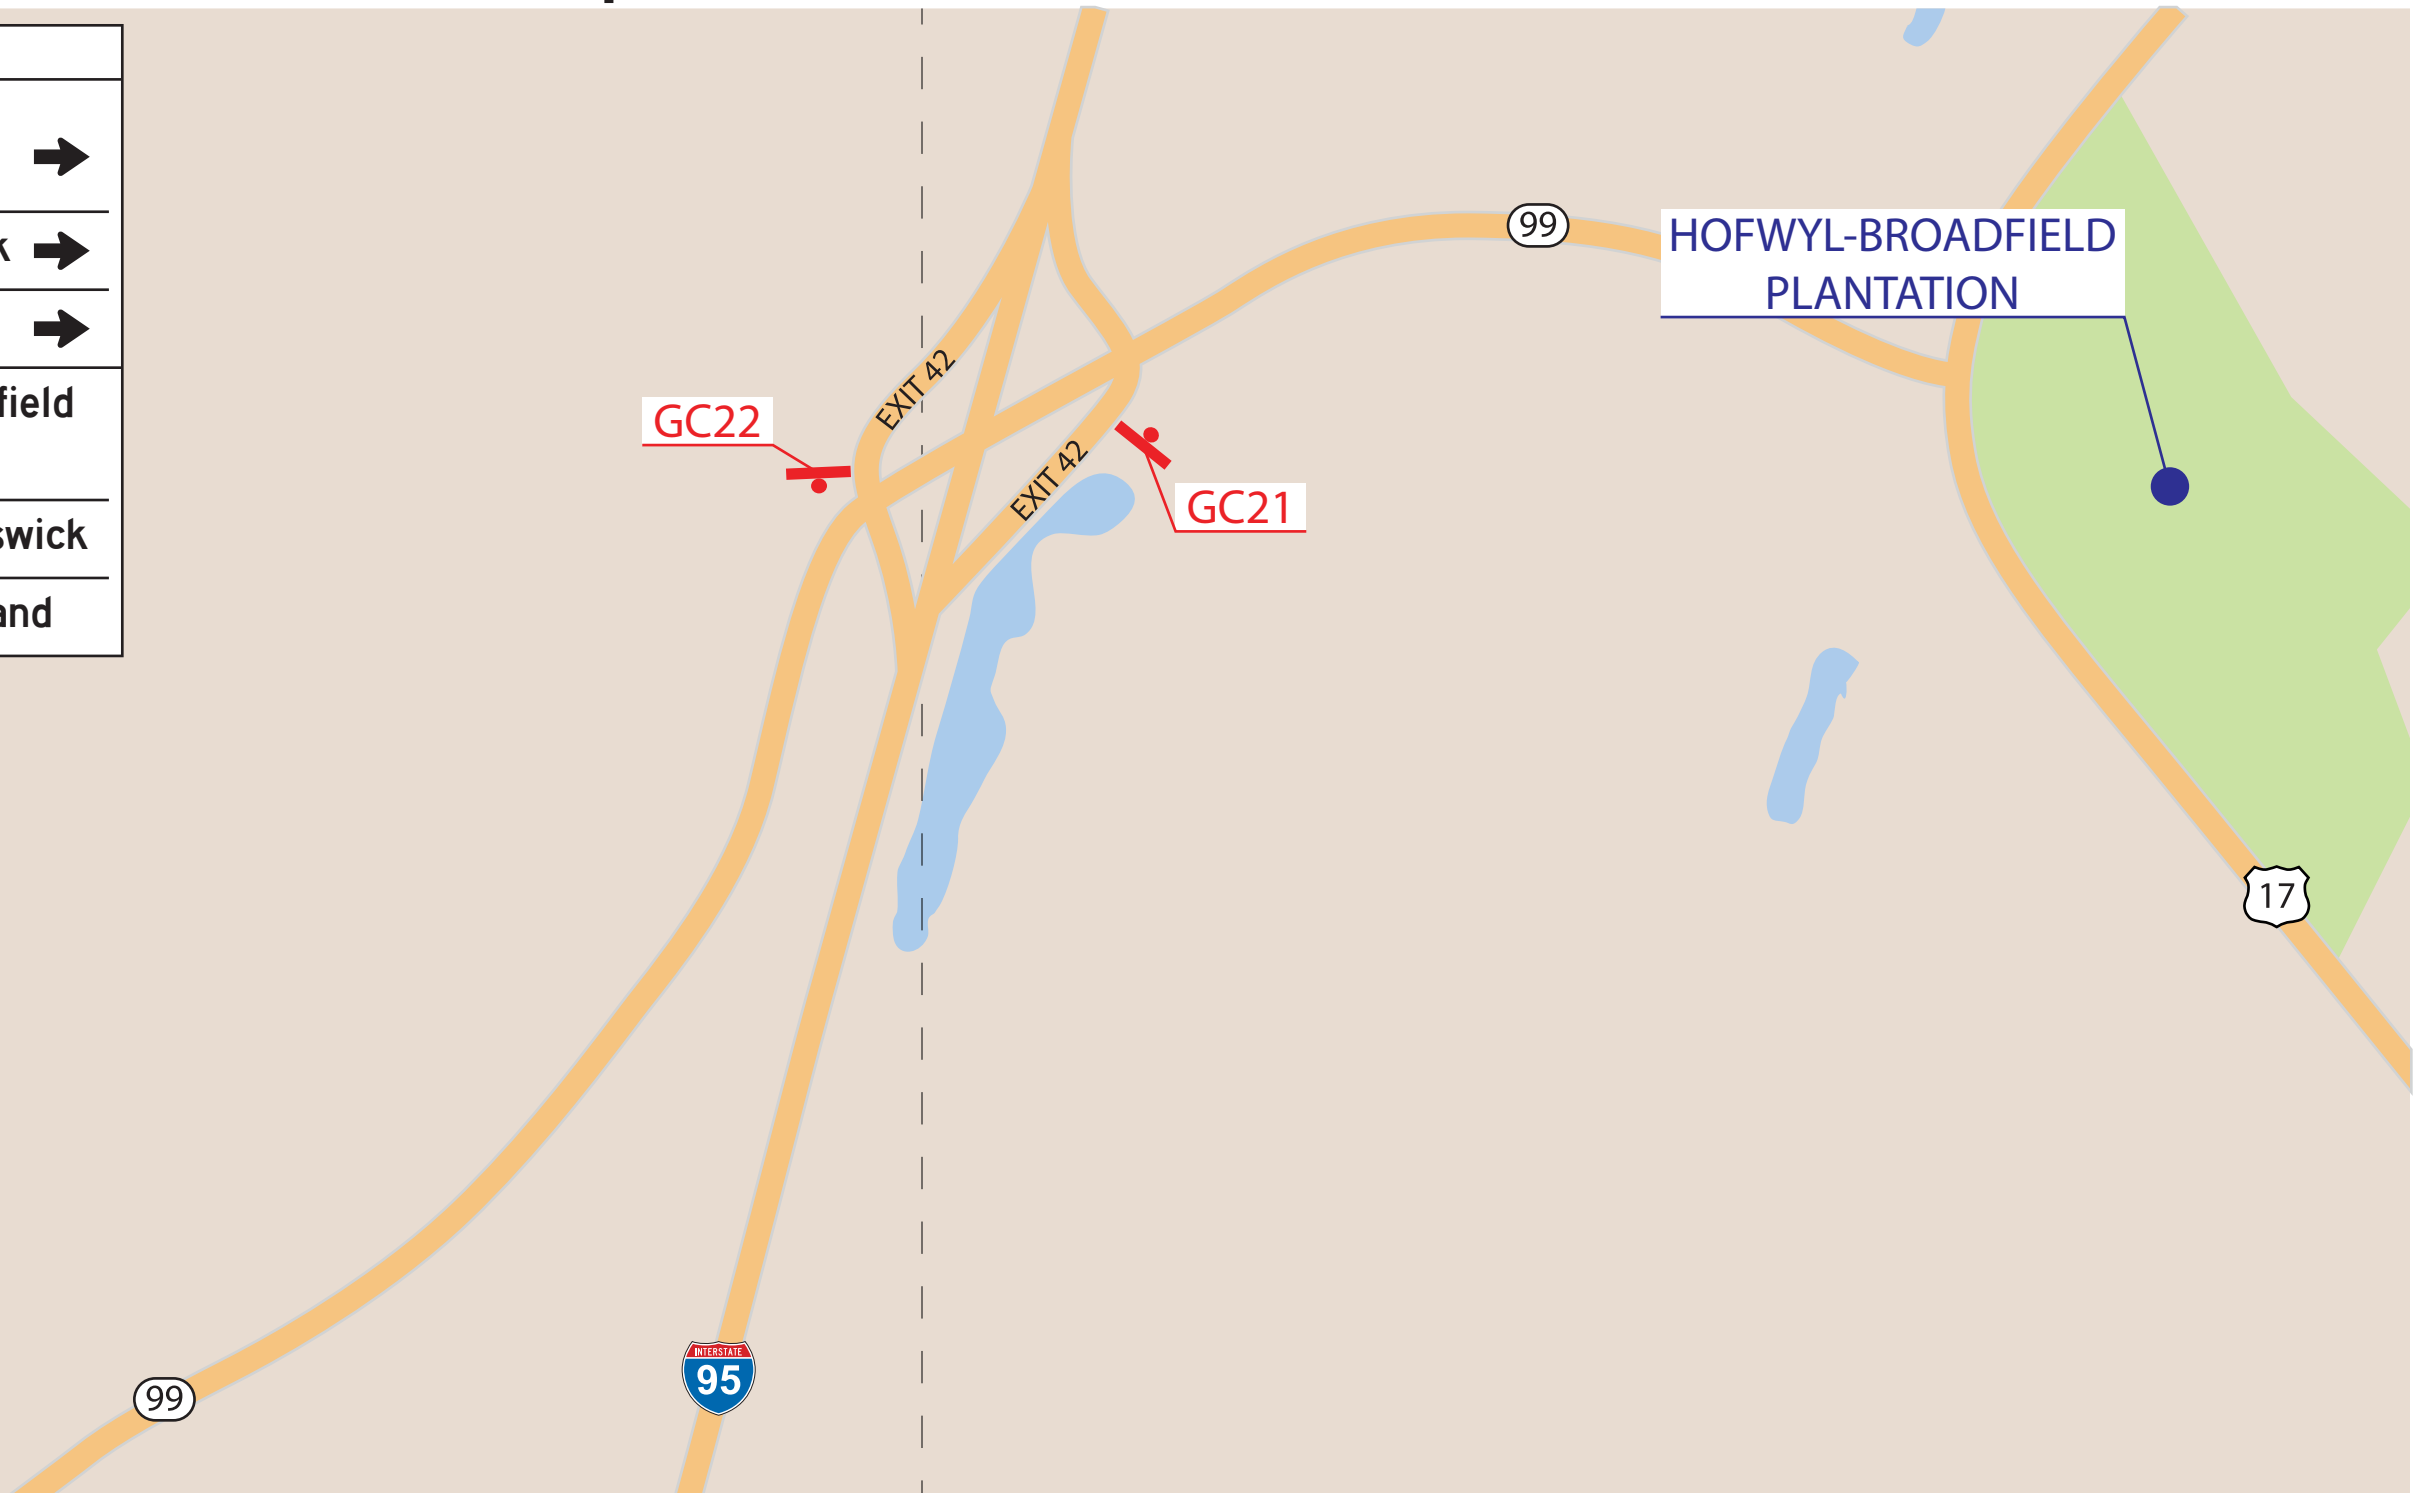 k
field
swick
and
EXIT 42
EXIT 42
GC22
GC21
99
HOFWYL-BROADFIELD
PLANTATION
17
INTERSTATE
95
99